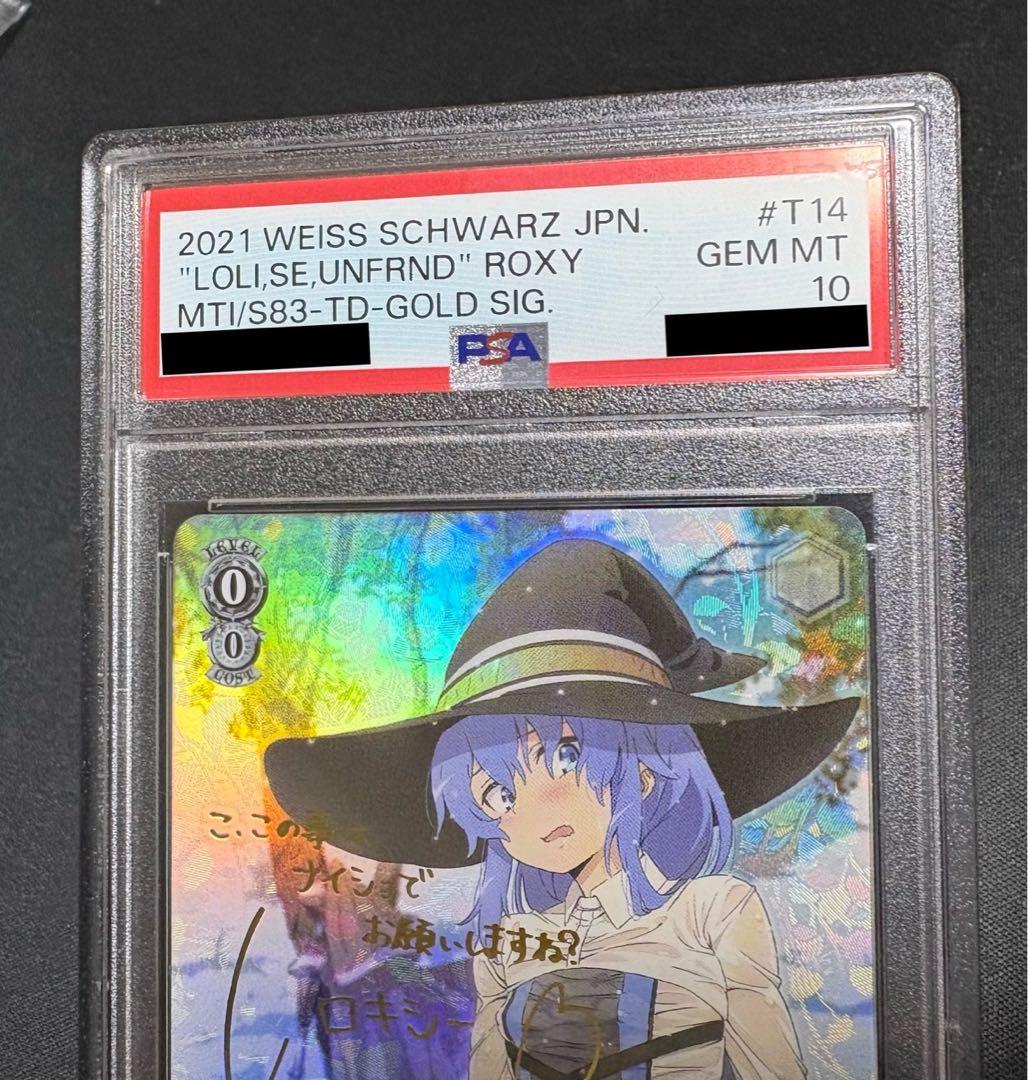 2021 WEISS SCHWARZ JPN. #T14
"LOLI,SE,UNFRND" ROXY GEM MT
MTI/S83-TD-GOLD SIG. 10
PSA
LEVEL
0
0
COST
こ、この事は
ナイショで
お願いしますね?
ロキシー